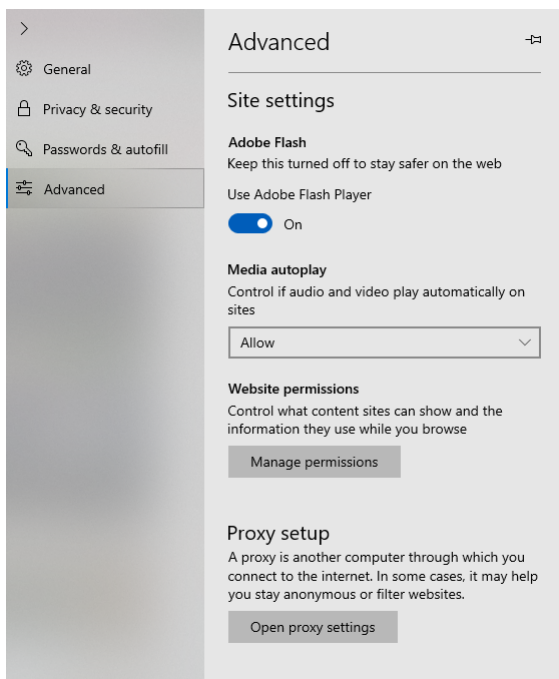 General
Privacy & security
Passwords & autofill
Advanced
Advanced
Site settings
Adobe Flash
Keep this turned off to stay safer on the web
Use Adobe Flash Player
On
Media autoplay
Control if audio and video play automatically on
sites
Allow
Website permissions
Control what content sites can show and the
information they use while you browse
Manage permissions
Proxy setup
A proxy is another computer through which you
connect to the internet. In some cases, it may help
you stay anonymous or filter websites.
Open proxy settings